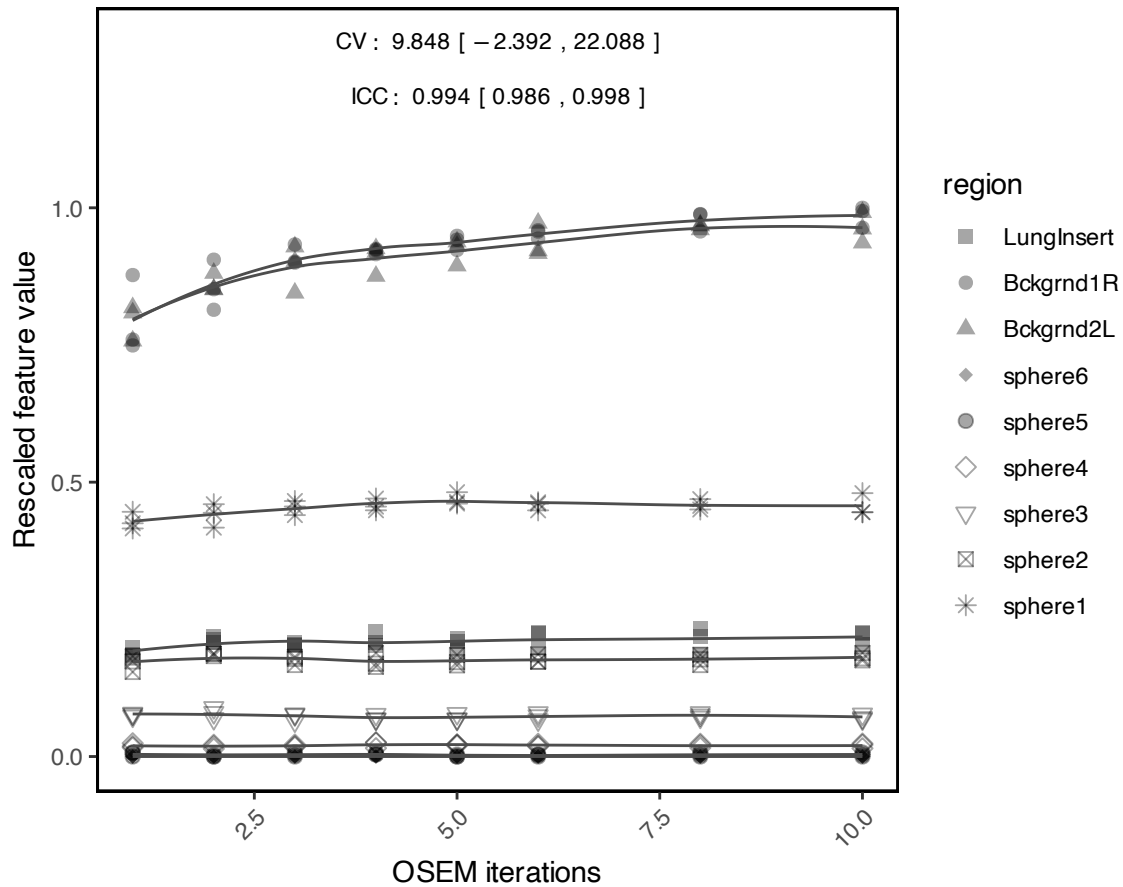 CV : 9.848 [ −2.392 , 22.088 ]
ICC : 0.994 [ 0.986 , 0.998 ]
1.0
0.5
0.0
Rescaled feature value
2.5
5.0
7.5
10.0
OSEM iterations
region
LungInsert
Bckgrnd1R
Bckgrnd2L
sphere6
sphere5
sphere4
sphere3
sphere2
sphere1